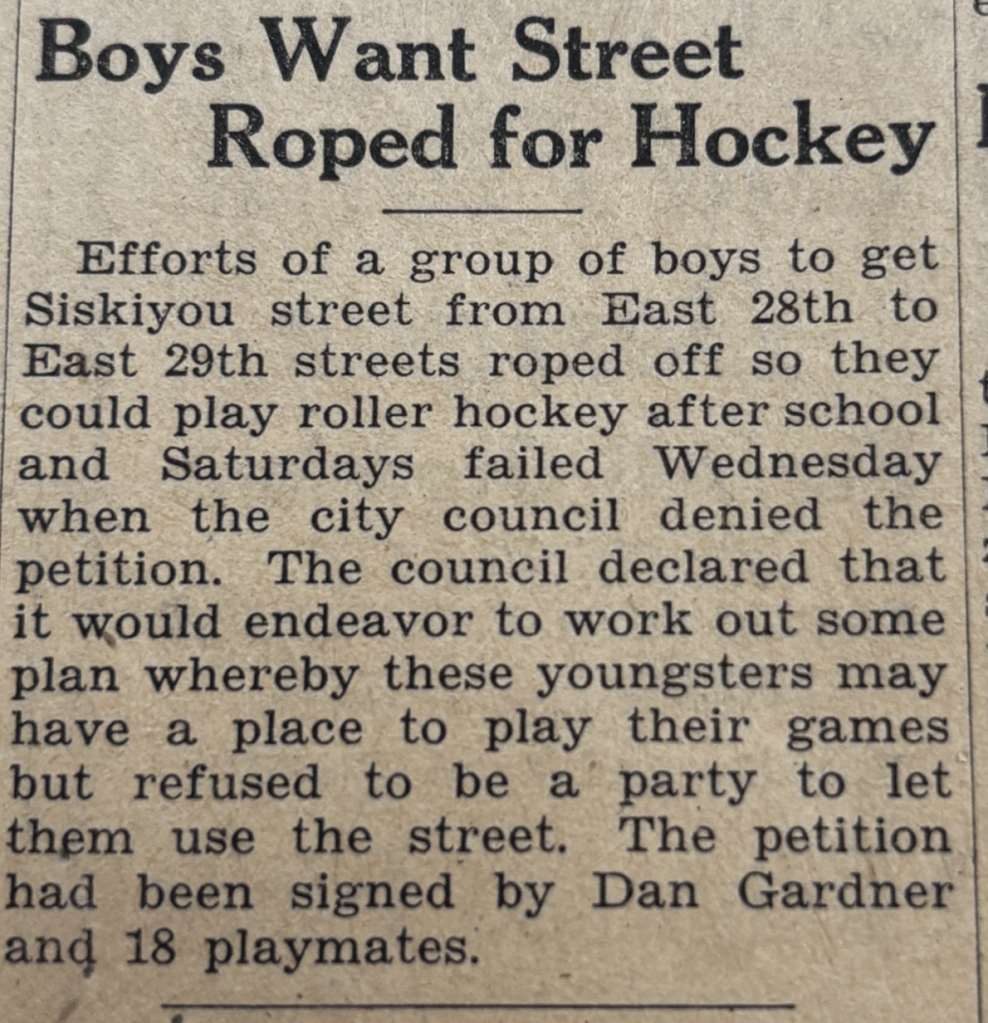 Boys Want Street
Roped for Hockey
Efforts of a group of boys to get
Siskiyou street from East 28th to
East 29th streets roped off so they
could play roller hockey after school
and Saturdays failed Wednesday
when the city council denied the
petition. The council declared that
it would endeavor to work out some
plan whereby these youngsters may
have a place to play their games
but refused to be a party to let
them use the street. The petition
had been signed by Dan Gardner
and 18 playmates.